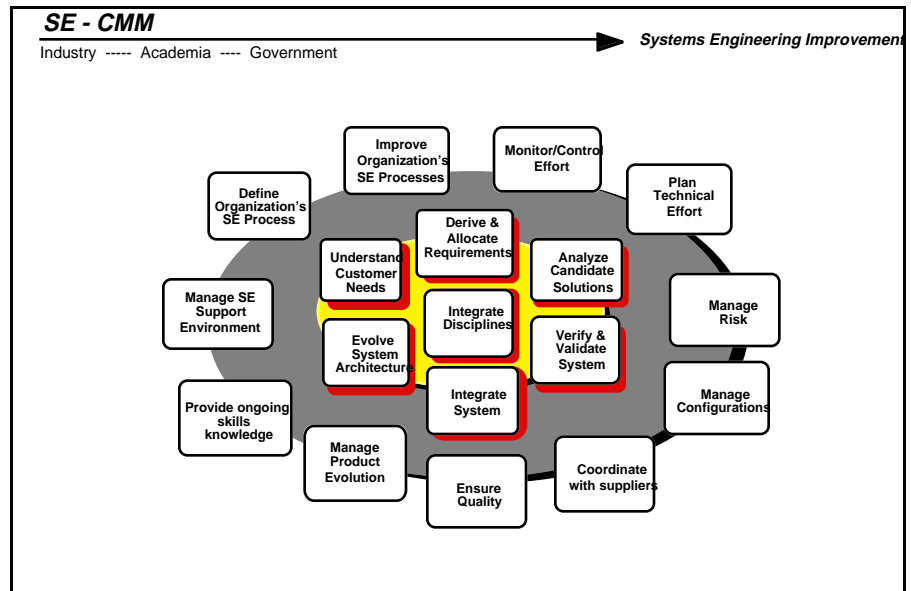 SE - CMM
Systems Engineering Improvement
Industry ----- Academia ---- Government
Improve
Organization's
SE Processes
Monitor/Control
Effort
Plan
Technical
Effort
Define
Organization's
SE Process
Derive &
Allocate
Requirements
Understand
Customer
Needs
Analyze
Candidate
Solutions
Manage SE
Support
Environment
Integrate
Disciplines
Manage
Risk
Evolve
System
Architecture
Verify &
Validate
System
Provide ongoing
skills
knowledge
Integrate
System
Manage
Configurations
Manage
Product
Evolution
Ensure
Quality
Coordinate
with suppliers